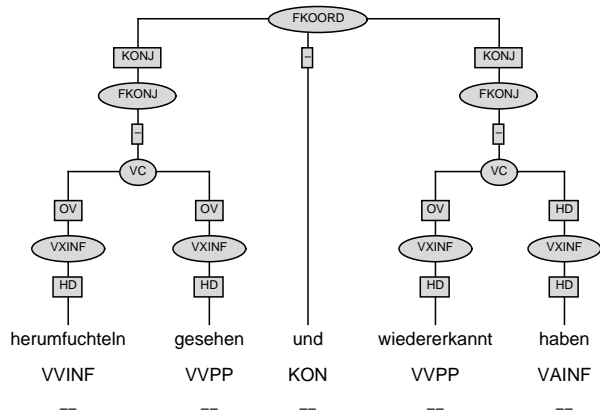 FKOORD
KONJ – KONJ
FKONJ FKONJ
– –
VC VC
OV OV OV HD
VXINF VXINF VXINF VXINF
HD HD HD HD
herumfuchteln gesehen und wiedererkannt haben
VVINF VVPP KON VVPP VAINF
-- -- -- -- --